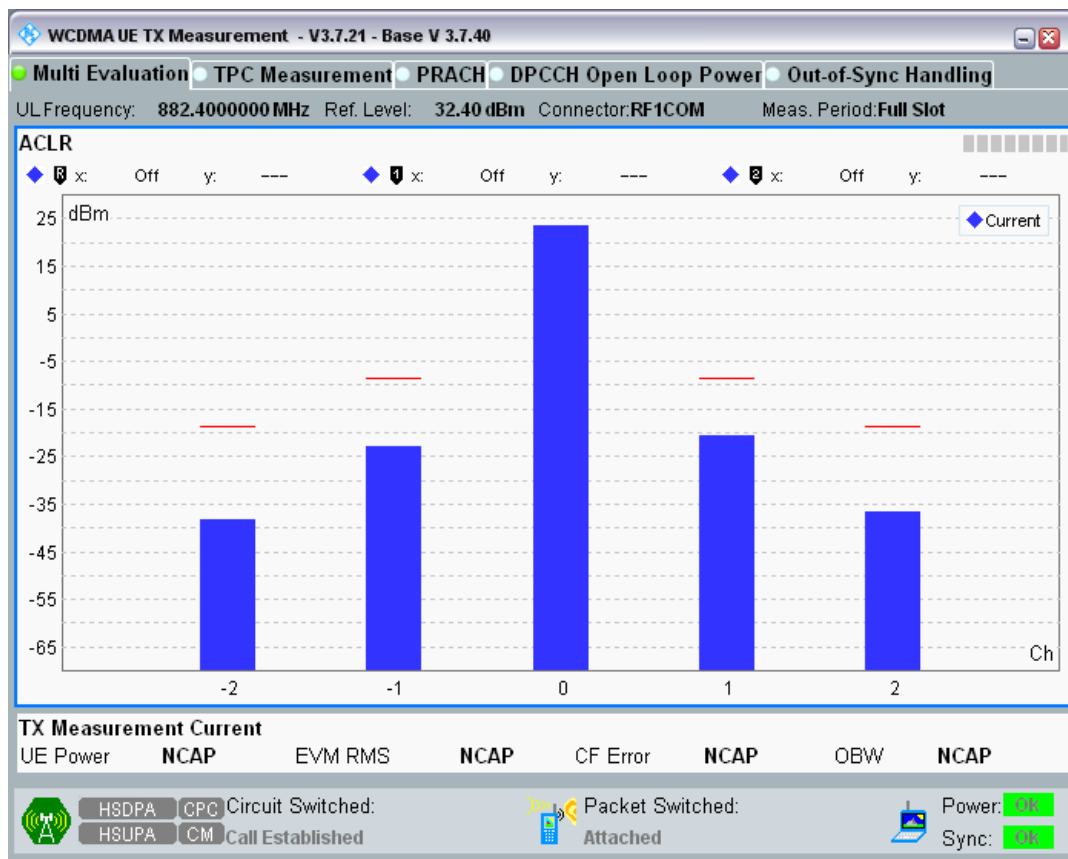 WCDMA UE TX Measurement - V3.7.21 - Base V 3.7.40
Multi Evaluation TPC Measurement PRACH DPCCH Open Loop Power Out-of-Sync Handling
UL Frequency: 882.4000000 MHz Ref. Level: 32.40 dBm Connector:RF1COM Meas. Period:Full Slot
ACLR
R x: Off y: --- 1 x: Off y: --- 2 x: Off y: ---
dBm
Current
25
15
5
-5
-15
-25
-35
-45
-55
-65
Ch
-2 -1 0 1 2
TX Measurement Current
UE Power NCAP EVM RMS NCAP CF Error NCAP OBW NCAP
HSDPA CPC Circuit Switched: Packet Switched: Power: OK
HSUPA CM Call Established Attached Sync: OK